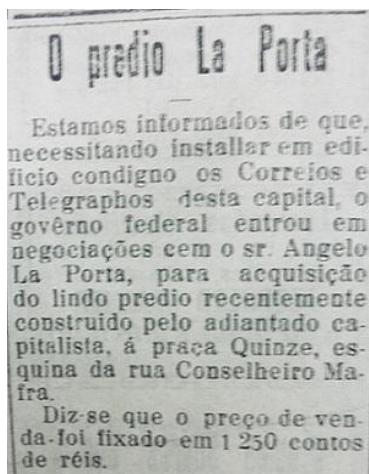 O predio La Porta
Estamos informados de que,
necessitando installar em edi-
ficio condigno os Correios e
Telegraphos desta capital, o
govêrno federal entrou em
negociações cem o sr. Angelo
La Porta, para acquisição
do lindo predio recentemente
construido pelo adiantado ca-
pitalista, á praça Quinze, es-
quina da rua Conselheiro Ma-
fra.
Diz-se que o preço de ven-
da foi fixado em 1 250 contos
de réis.